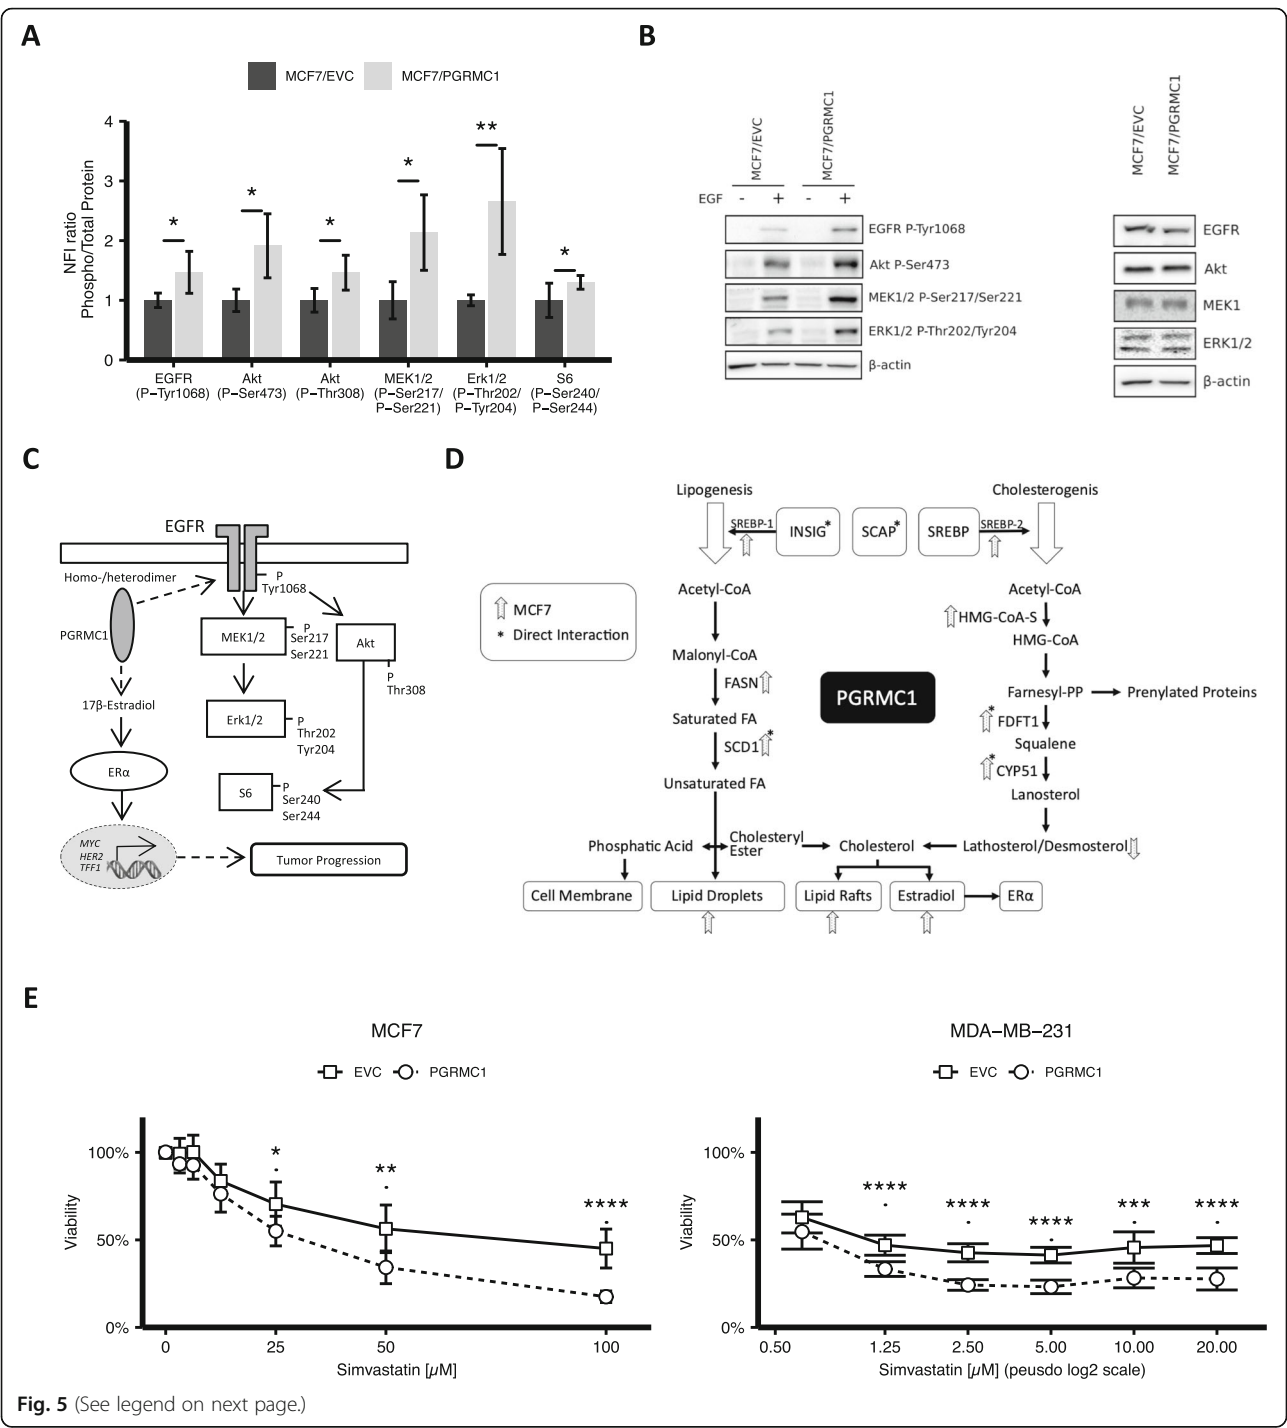 A
MCF7/EVC MCF7/PGRMC1
NFI ratio
Phospho/Total Protein
4
3
2
1
0
* * * * ** *
EGFR
(P–Tyr1068)
Akt
(P–Ser473)
Akt
(P–Thr308)
MEK1/2
(P–Ser217/
P–Ser221)
Erk1/2
(P–Thr202/
P–Tyr204)
S6
(P–Ser240/
P–Ser244)
B
MCF7/EVC
MCF7/PGRMC1
EGF - + - +
EGFR P-Tyr1068
Akt P-Ser473
MEK1/2 P-Ser217/Ser221
ERK1/2 P-Thr202/Tyr204
β-actin
MCF7/EVC
MCF7/PGRMC1
EGFR
Akt
MEK1
ERK1/2
β-actin
C
EGFR
Homo-/heterodimer
P
Tyr1068
PGRMC1
MEK1/2
P
Ser217
Ser221
Akt
P
Thr308
17β-Estradiol
Erk1/2
P
Thr202
Tyr204
ERα
S6
P
Ser240
Ser244
MYC
HER2
TFF1
Tumor Progression
D
Lipogenesis
Cholesterogenis
SREBP-1
INSIG*
SCAP*
SREBP
SREBP-2
MCF7
* Direct Interaction
Acetyl-CoA
Malonyl-CoA
FASN
Saturated FA
SCD1*
Unsaturated FA
PGRMC1
Acetyl-CoA
HMG-CoA-S
HMG-CoA
Farnesyl-PP
Prenylated Proteins
* FDFT1
Squalene
* CYP51
Lanosterol
Phosphatic Acid
Cholesteryl
Ester
Cholesterol
Lathosterol/Desmosterol
Cell Membrane
Lipid Droplets
Lipid Rafts
Estradiol
ERα
E
MCF7
EVC PGRMC1
Viability
100%
50%
0%
* ** ****
0 25 50 100
Simvastatin [µM]
MDA–MB–231
EVC PGRMC1
Viability
100%
50%
0%
**** **** **** *** ****
0.50 1.25 2.50 5.00 10.00 20.00
Simvastatin [µM] (peusdo log2 scale)
Fig. 5 (See legend on next page.)